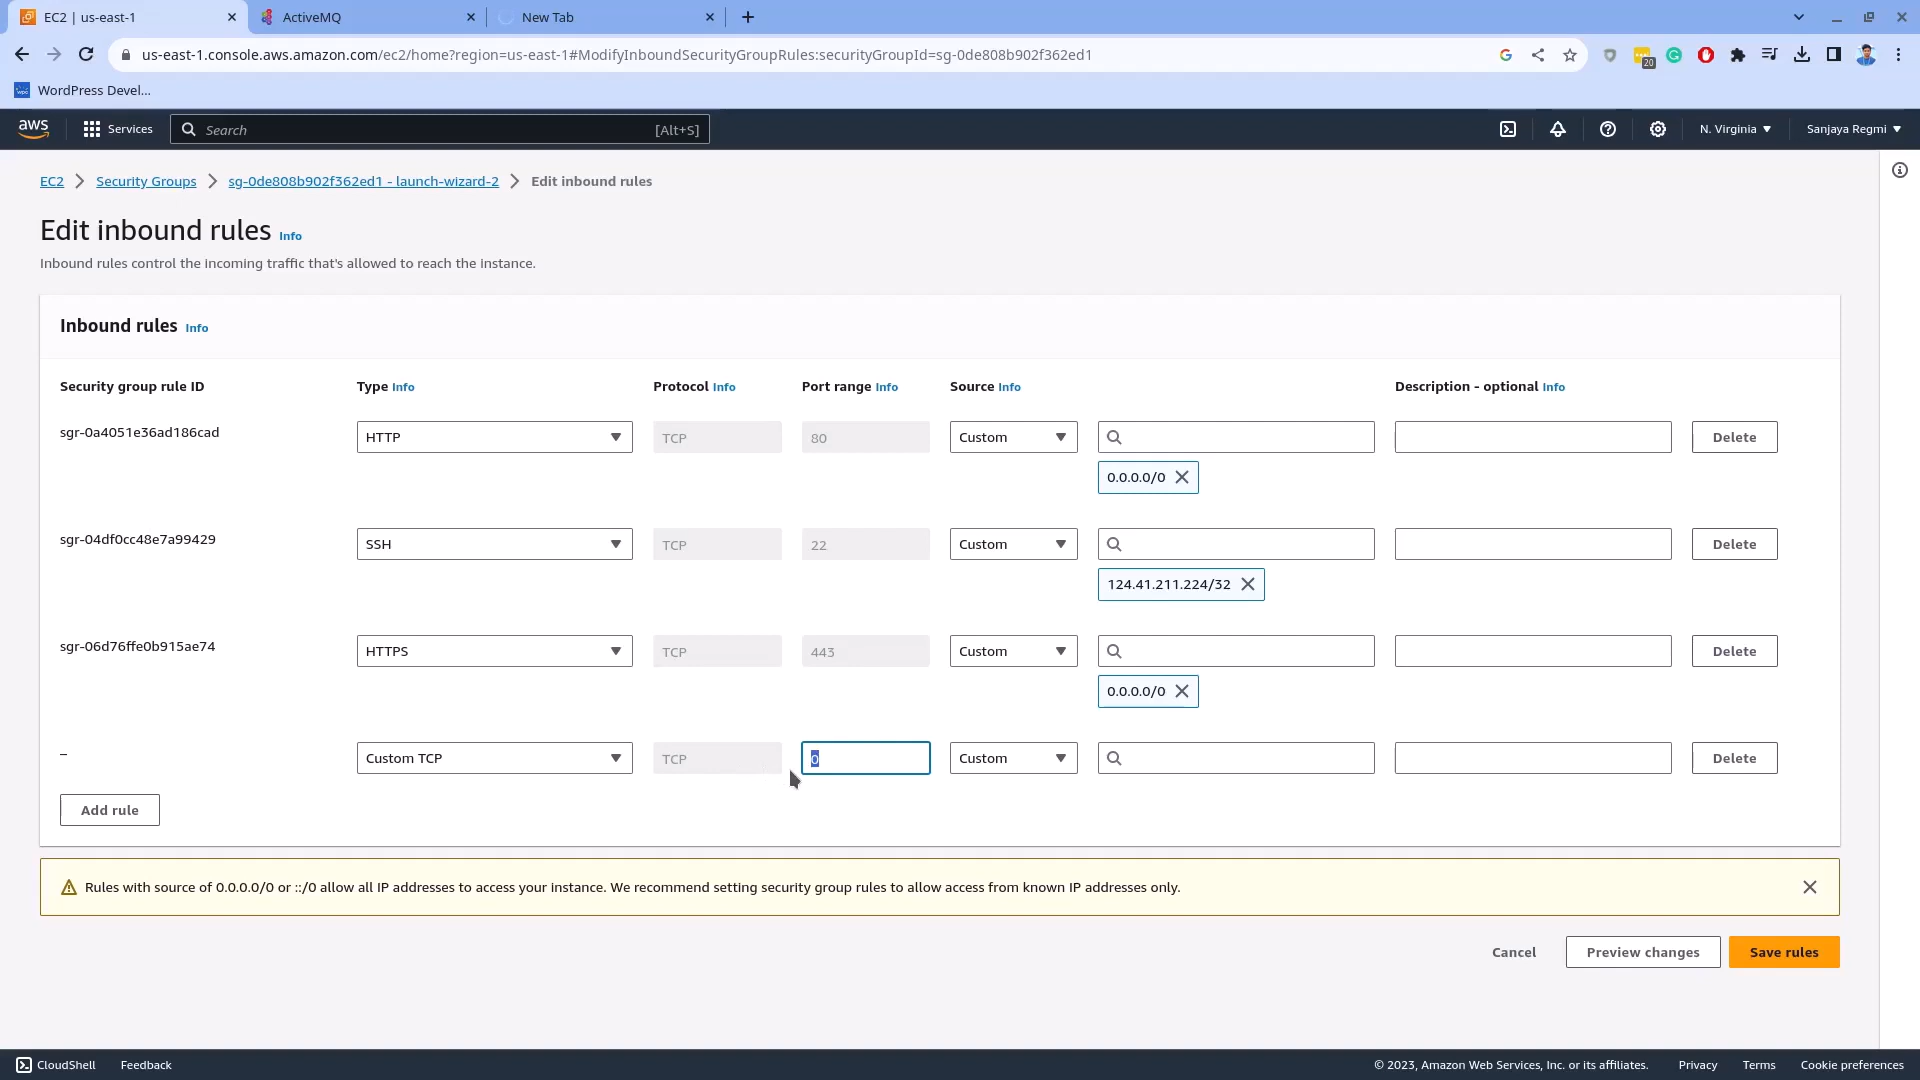 EC2 | us-east-1
ActiveMQ
New Tab
us-east-1.console.aws.amazon.com/ec2/home?region=us-east-1#ModifyInboundSecurityGroupRules:securityGroupId=sg-0de808b902f362ed1
20
WordPress Devel...
aws
Services
Search
[Alt+S]
N. Virginia
Sanjaya Regmi
EC2
Security Groups
sg-0de808b902f362ed1 - launch-wizard-2
Edit inbound rules
Edit inbound rules Info
Inbound rules control the incoming traffic that's allowed to reach the instance.
Inbound rules Info
Security group rule ID
Type Info
Protocol Info
Port range Info
Source Info
Description - optional Info
sgr-0a4051e36ad186cad
HTTP
TCP
80
Custom
Delete
0.0.0.0/0
sgr-04df0cc48e7a99429
SSH
TCP
22
Custom
Delete
124.41.211.224/32
sgr-06d76ffe0b915ae74
HTTPS
TCP
443
Custom
Delete
0.0.0.0/0
–
Custom TCP
TCP
0
Custom
Delete
Add rule
Rules with source of 0.0.0.0/0 or ::/0 allow all IP addresses to access your instance. We recommend setting security group rules to allow access from known IP addresses only.
Cancel
Preview changes
Save rules
CloudShell
Feedback
© 2023, Amazon Web Services, Inc. or its affiliates.
Privacy
Terms
Cookie preferences